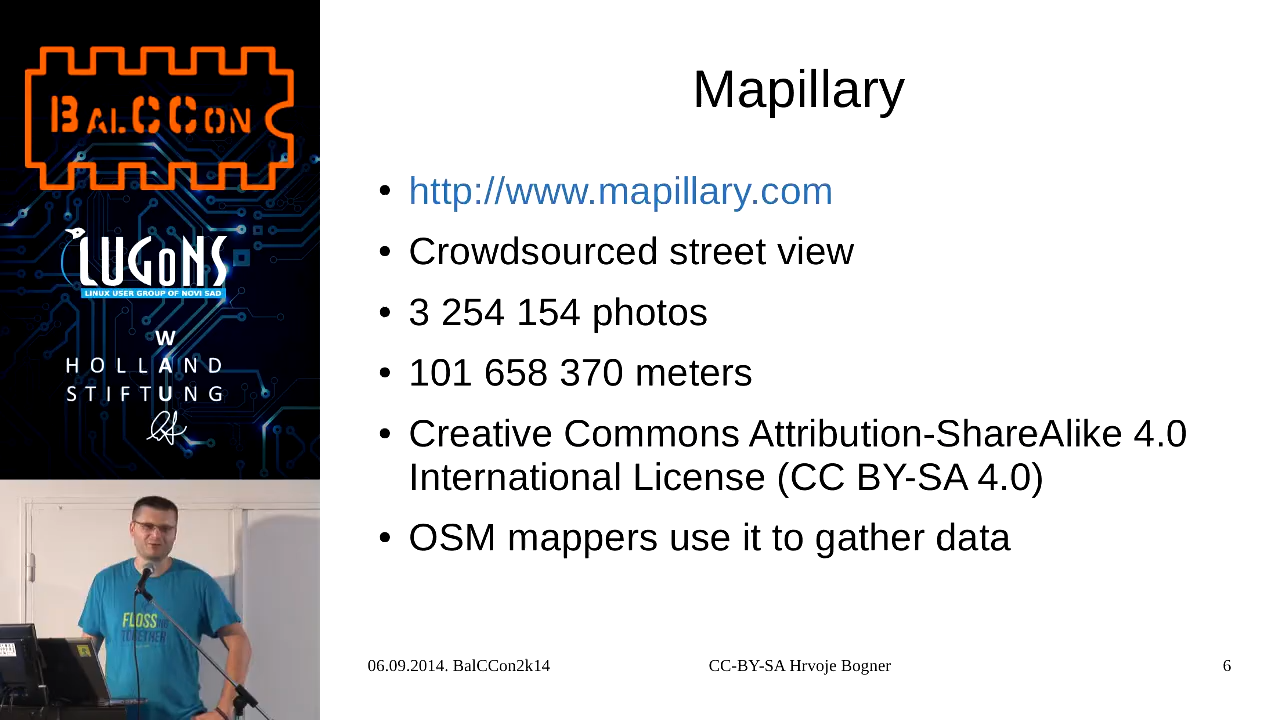 BALCCON
LUGONS
LINUX USER GROUP OF NOVI SAD
W
HOLLAND
STIFTUNG
Mapillary
• http://www.mapillary.com
• Crowdsourced street view
• 3 254 154 photos
• 101 658 370 meters
• Creative Commons Attribution-ShareAlike 4.0
International License (CC BY-SA 4.0)
• OSM mappers use it to gather data
FLOSS
TOGETHER
06.09.2014. BalCCon2k14
CC-BY-SA Hrvoje Bogner
6